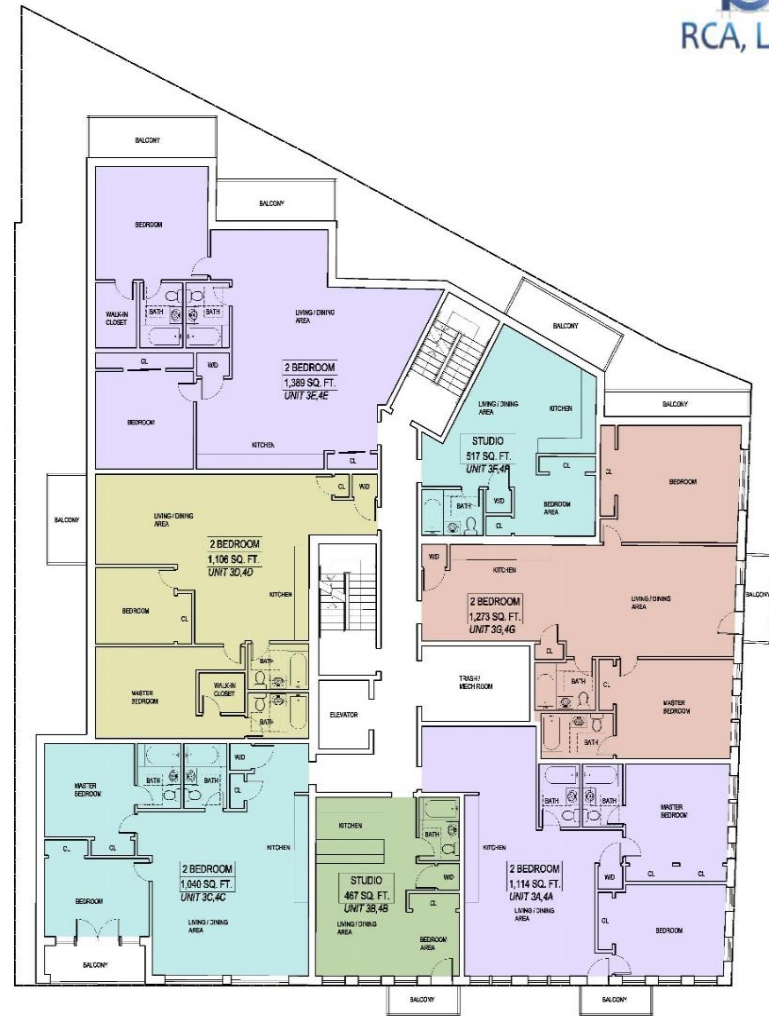 RCA, L
BALCONY
BALCONY
BEDROOM
WALK-IN
CLOSET
BATH
BATH
LIVING / DINING
AREA
CL
W/D
2 BEDROOM
1,389 SQ. FT.
UNIT 3E,4E
BEDROOM
KITCHEN
CL
BALCONY
BALCONY
LIVING / DINING
AREA
KITCHEN
STUDIO
517 SQ. FT.
UNIT 3F,4F
CL
BATH
W/D
BEDROOM
AREA
CL
CL
BEDROOM
BALCONY
CL
W/D
LIVING / DINING
AREA
2 BEDROOM
1,106 SQ. FT.
UNIT 3D,4D
KITCHEN
BEDROOM
CL
MASTER
BEDROOM
WALK-IN
CLOSET
BATH
BATH
ELEVATOR
W/D
KITCHEN
2 BEDROOM
1,273 SQ. FT.
UNIT 3G,4G
LIVING / DINING
AREA
BALCONY
CL
TRASH /
MECH ROOM
BATH
CL
MASTER
BEDROOM
BATH
MASTER
BEDROOM
BATH
BATH
W/D
CL
KITCHEN
CL
CL
2 BEDROOM
1,040 SQ. FT.
UNIT 3C,4C
BEDROOM
LIVING / DINING
AREA
BALCONY
KITCHEN
BATH
STUDIO
467 SQ. FT.
UNIT 3B,4B
W/D
CL
LIVING / DINING
AREA
BEDROOM
AREA
BALCONY
BATH
BATH
MASTER
BEDROOM
KITCHEN
2 BEDROOM
1,114 SQ. FT.
UNIT 3A,4A
W/D
CL
CL
LIVING / DINING
AREA
CL
BEDROOM
BALCONY